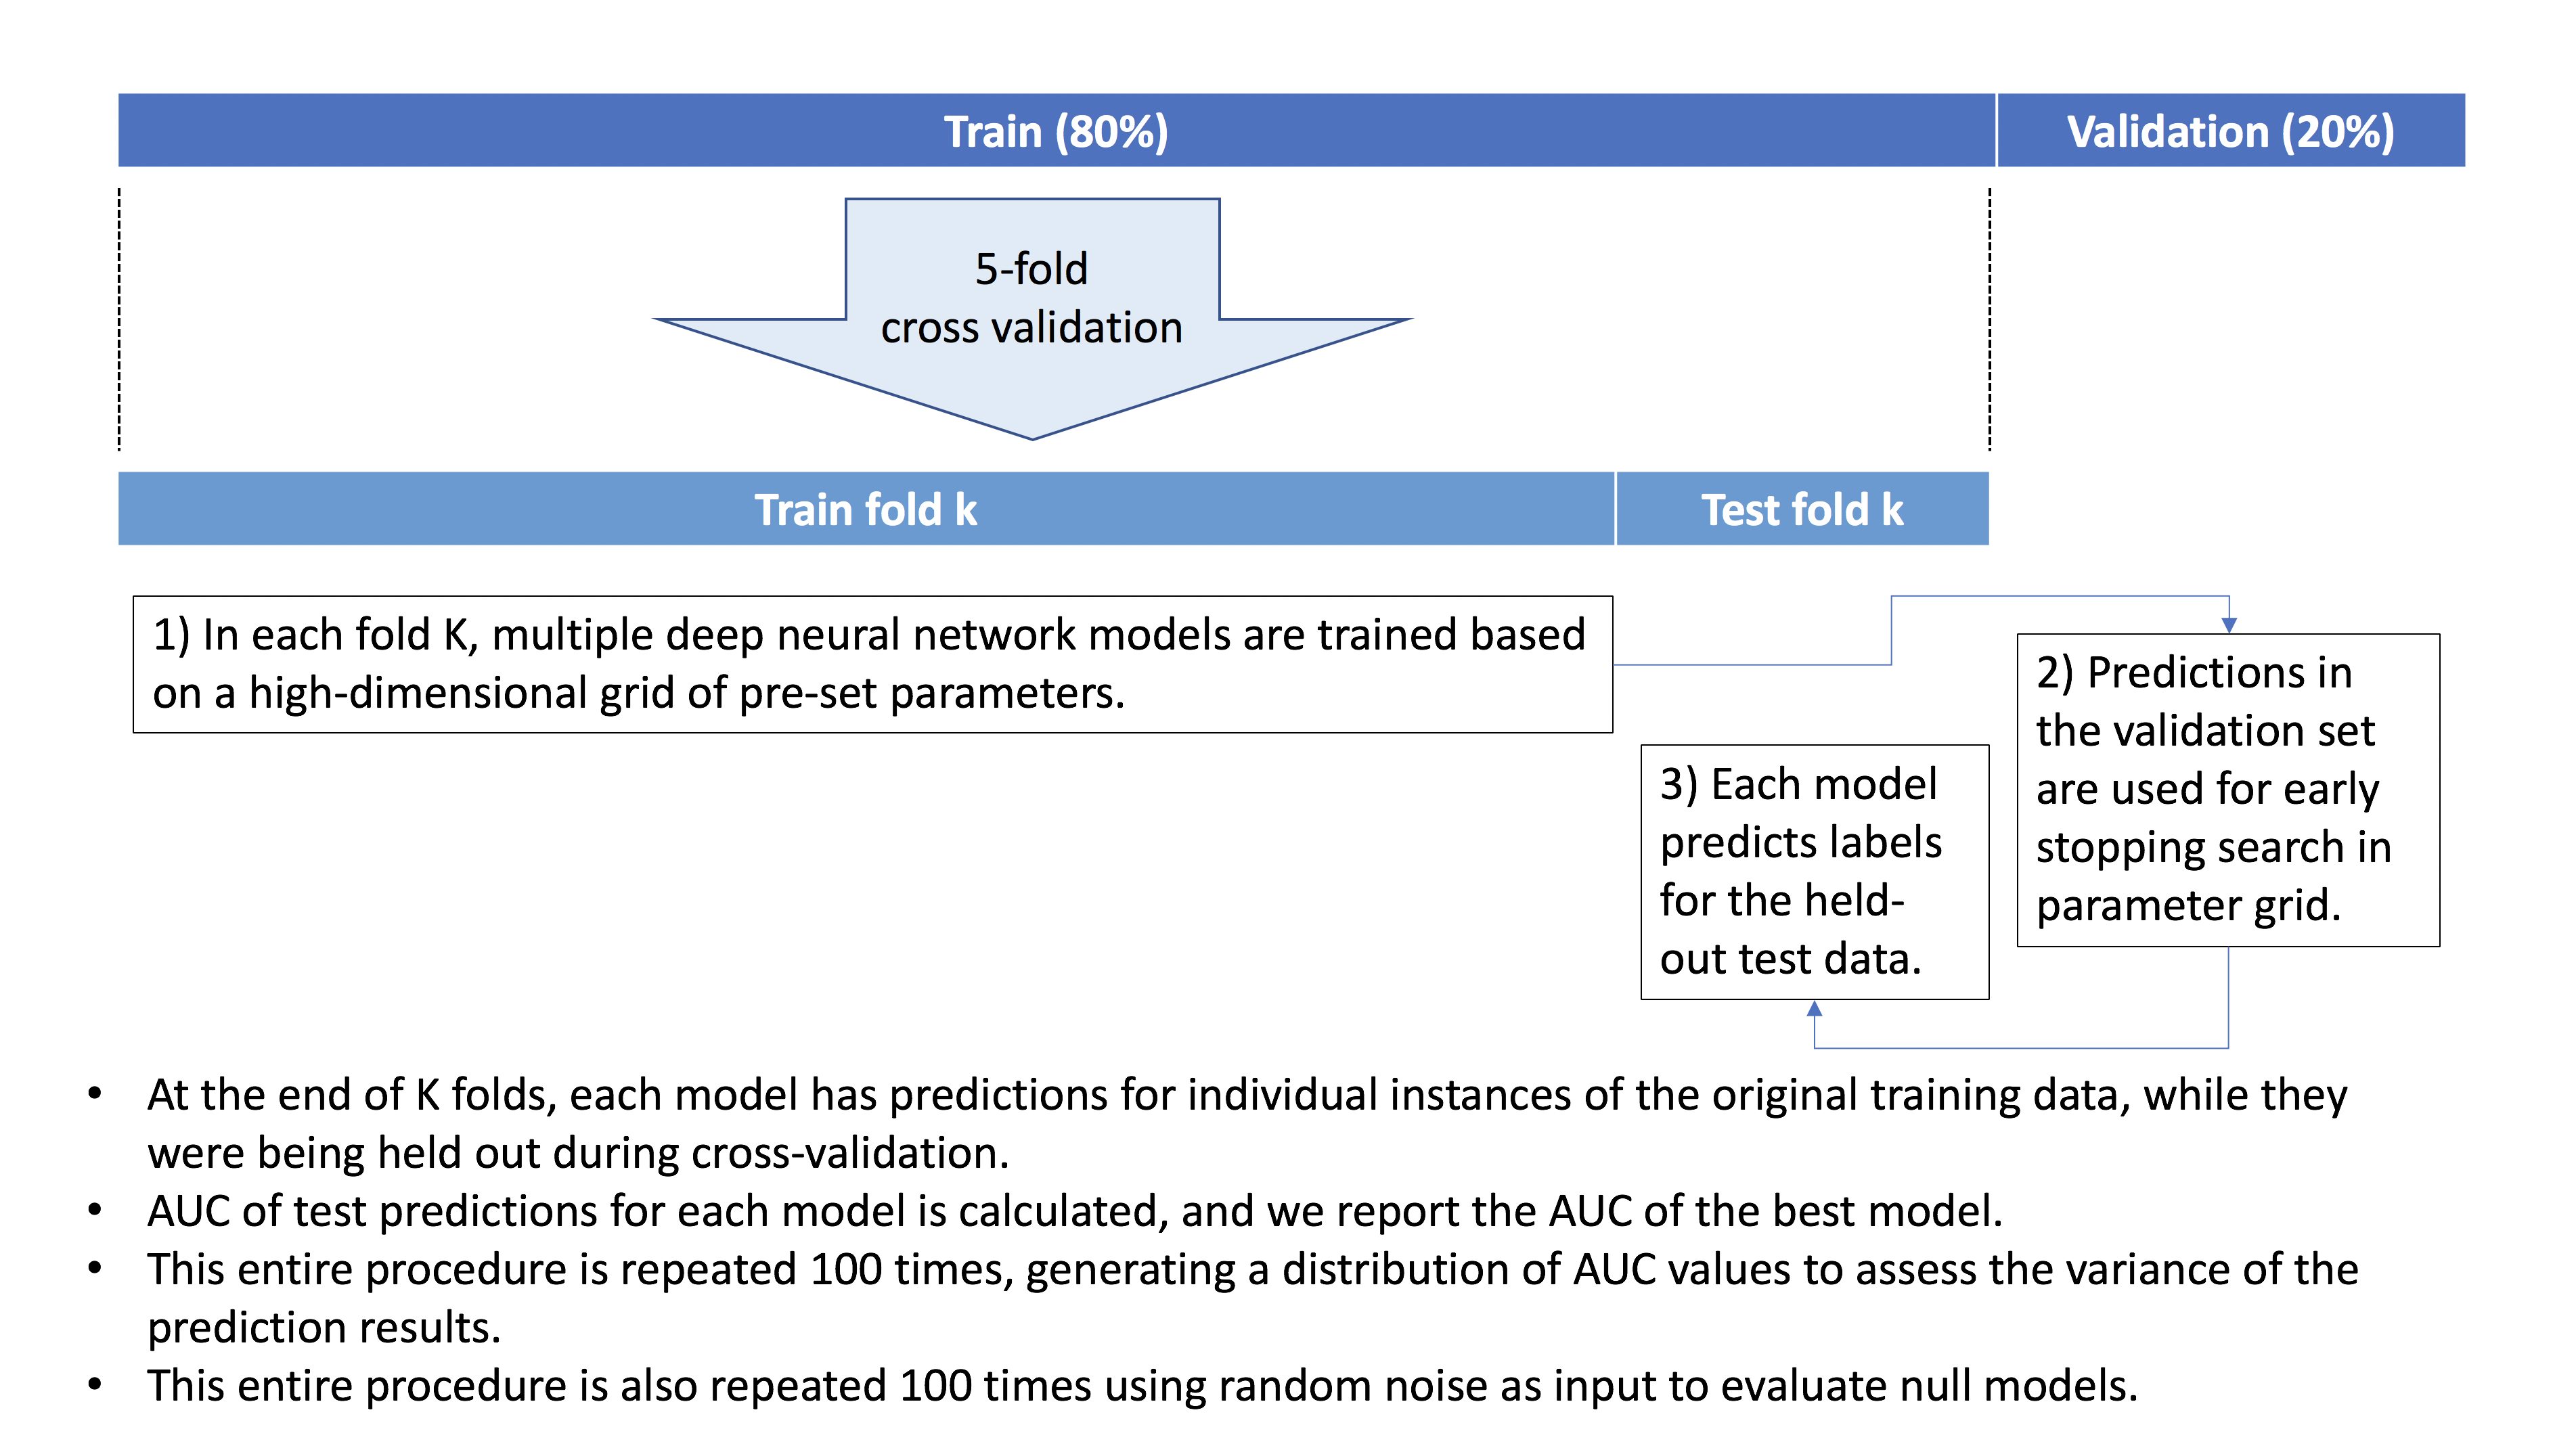 Train (80%)
Validation (20%)
5-fold
cross validation
Train fold k
Test fold k
1) In each fold K, multiple deep neural network models are trained based
on a high-dimensional grid of pre-set parameters.
2) Predictions in
the validation set
are used for early
stopping search in
parameter grid.
3) Each model
predicts labels
for the held-
out test data.
• At the end of K folds, each model has predictions for individual instances of the original training data, while they
were being held out during cross-validation.
• AUC of test predictions for each model is calculated, and we report the AUC of the best model.
• This entire procedure is repeated 100 times, generating a distribution of AUC values to assess the variance of the
prediction results.
• This entire procedure is also repeated 100 times using random noise as input to evaluate null models.